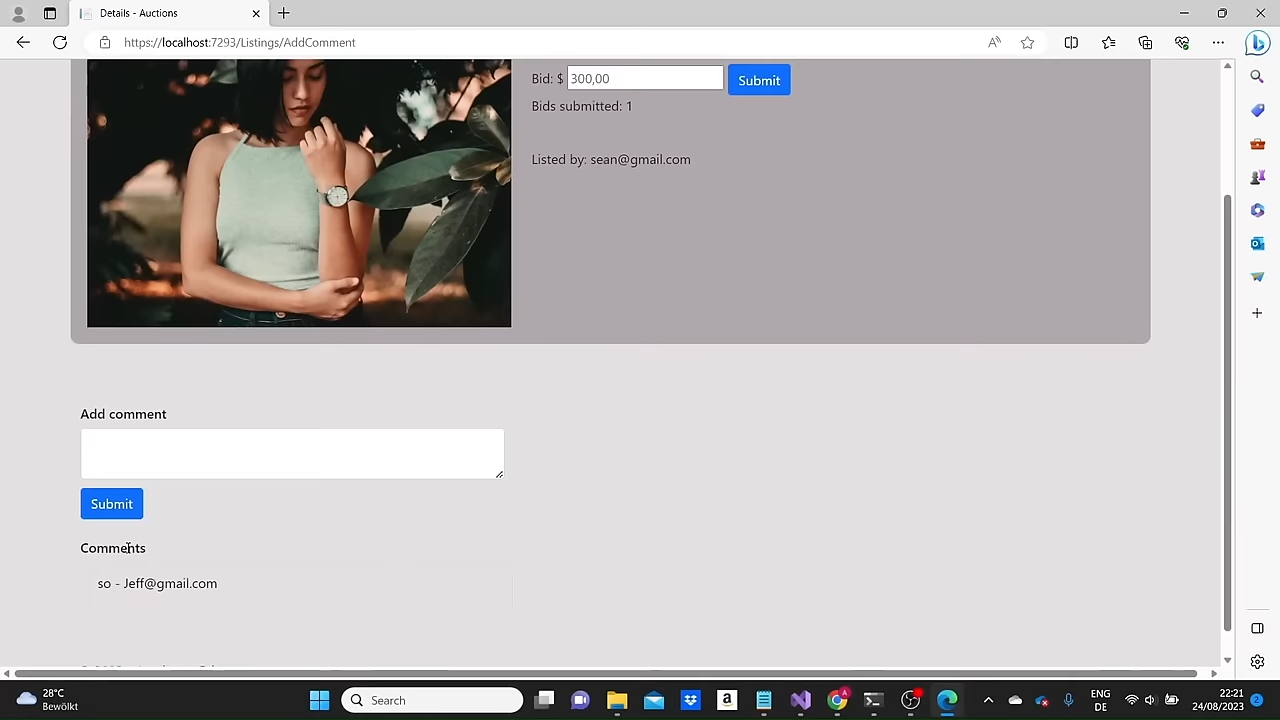 Details - Auctions
https://localhost:7293/Listings/AddComment
Bid: $ 300,00 Submit
Bids submitted: 1
Listed by: sean@gmail.com
Add comment
Submit
Comments
so - Jeff@gmail.com
28°C
Bewölkt
Search
A
ENG
DE
22:21
24/08/2023
2